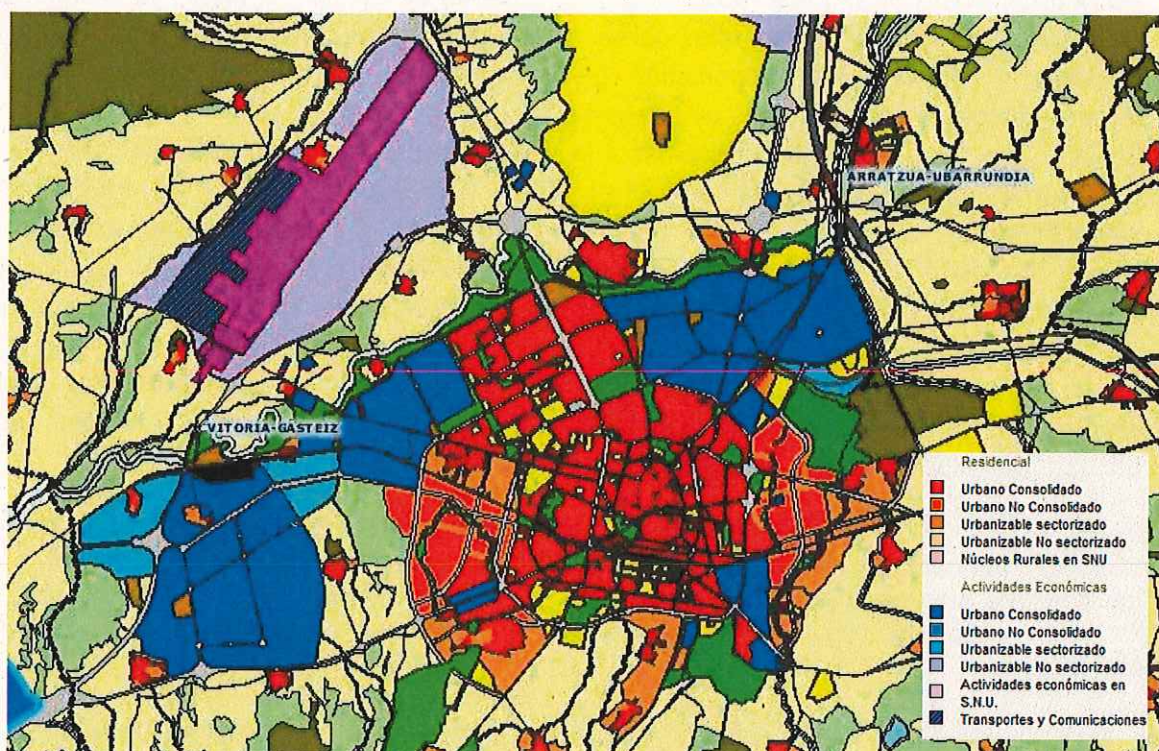 ARRATZUA-UBARRUNDIA
VITORIA-GASTEIZ
Residencial
Urbano Consolidado
Urbano No Consolidado
Urbanizable sectorizado
Urbanizable No sectorizado
Núcleos Rurales en SNU
Actividades Económicas
Urbano Consolidado
Urbano No Consolidado
Urbanizable sectorizado
Urbanizable No sectorizado
Actividades económicas en
S.N.U.
Transportes y Comunicaciones